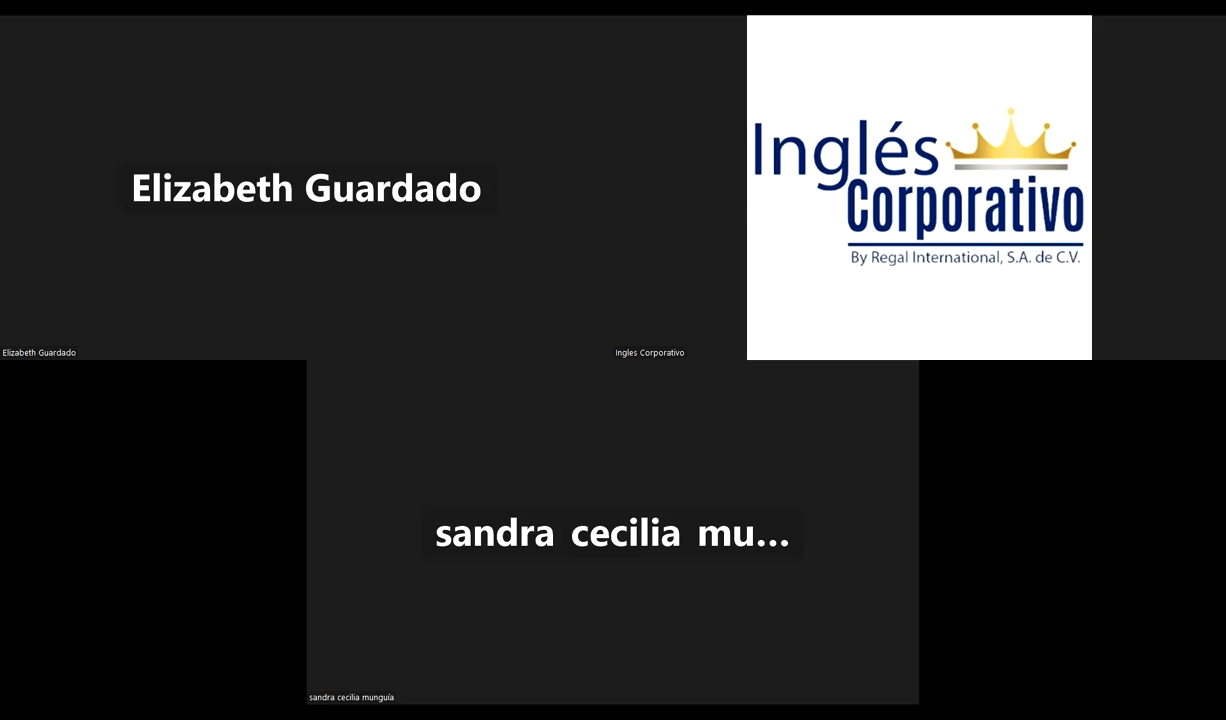 Elizabeth Guardado
Inglés
Corporativo
By Regal International, S.A. de C.V.
Elizabeth Guardado
Ingles Corporativo
sandra cecilia mu...
sandra cecilia munguía